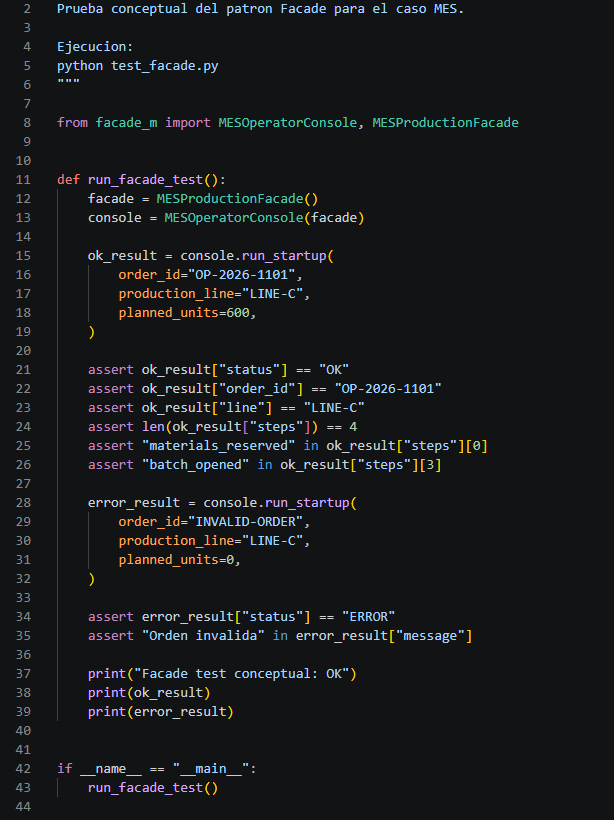 2 Prueba conceptual del patron Facade para el caso MES.
3
4 Ejecucion:
5 python test_facade.py
6 """
7
8 from facade_m import MESOperatorConsole, MESProductionFacade
9
10
11 def run_facade_test():
12     facade = MESProductionFacade()
13     console = MESOperatorConsole(facade)
14
15     ok_result = console.run_startup(
16         order_id="OP-2026-1101",
17         production_line="LINE-C",
18         planned_units=600,
19     )
20
21     assert ok_result["status"] == "OK"
22     assert ok_result["order_id"] == "OP-2026-1101"
23     assert ok_result["line"] == "LINE-C"
24     assert len(ok_result["steps"]) == 4
25     assert "materials_reserved" in ok_result["steps"][0]
26     assert "batch_opened" in ok_result["steps"][3]
27
28     error_result = console.run_startup(
29         order_id="INVALID-ORDER",
30         production_line="LINE-C",
31         planned_units=0,
32     )
33
34     assert error_result["status"] == "ERROR"
35     assert "Orden invalida" in error_result["message"]
36
37     print("Facade test conceptual: OK")
38     print(ok_result)
39     print(error_result)
40
41
42 if __name__ == "__main__":
43     run_facade_test()
44